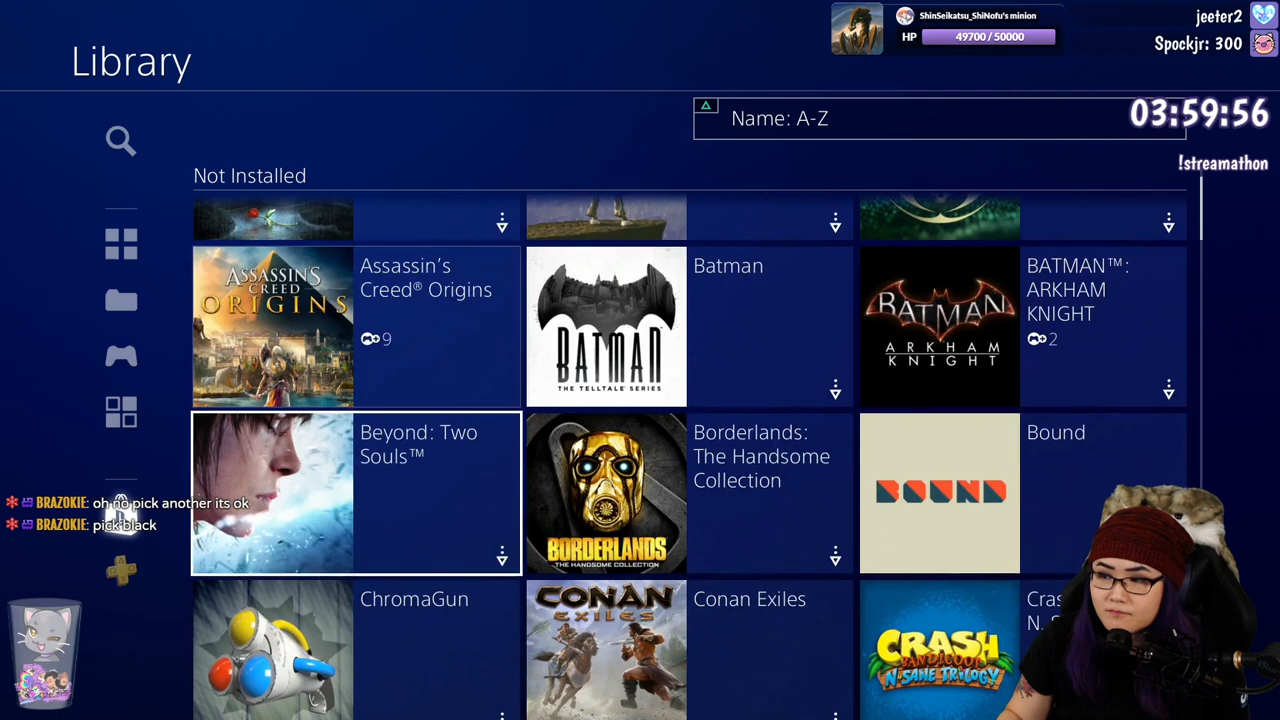 Library
ShinSeikatsu_ShiNofu's minion
HP 49700 / 50000
jeeter2
Spockjr: 300
Name: A-Z
03:59:56
!streamathon
Not Installed
ASSASSIN'S
CREED
ORIGINS
Assassin's
Creed® Origins
9
BATMAN
THE TELLTALE SERIES
Batman
BATMAN
ARKHAM
KNIGHT
BATMAN™:
ARKHAM
KNIGHT
2
Beyond: Two
Souls™
BORDERLANDS
THE HANDSOME COLLECTION
Borderlands:
The Handsome
Collection
BOUND
Bound
BRAZOKIE: oh no pick another its ok
BRAZOKIE: pick black
ChromaGun
CONAN
EXILES
Conan Exiles
CRASH
BANDICOOT
N. SANE TRILOGY
Cras
N. S